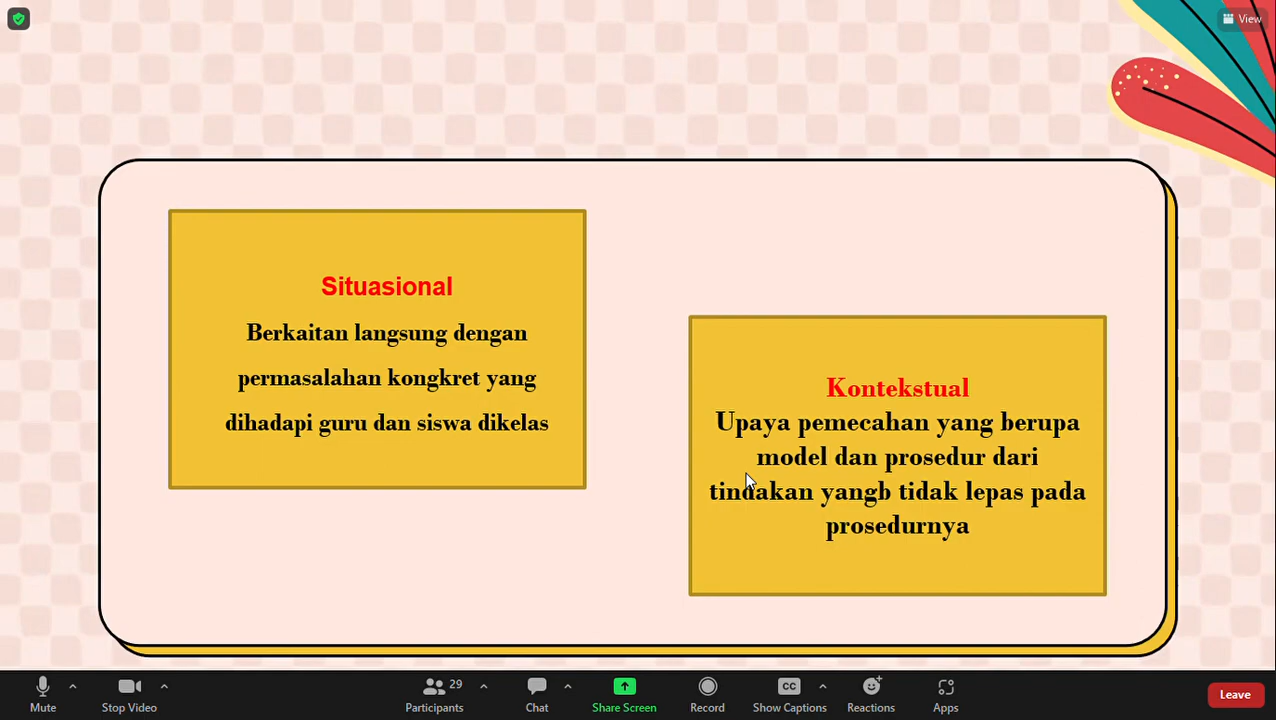 View
Situasional
Berkaitan langsung dengan
permasalahan kongkret yang
dihadapi guru dan siswa dikelas
Kontekstual
Upaya pemecahan yang berupa
model dan prosedur dari
tindakan yangb tidak lepas pada
prosedurnya
Mute
Stop Video
29
Participants
Chat
Share Screen
Record
CC
Show Captions
Reactions
Apps
Leave